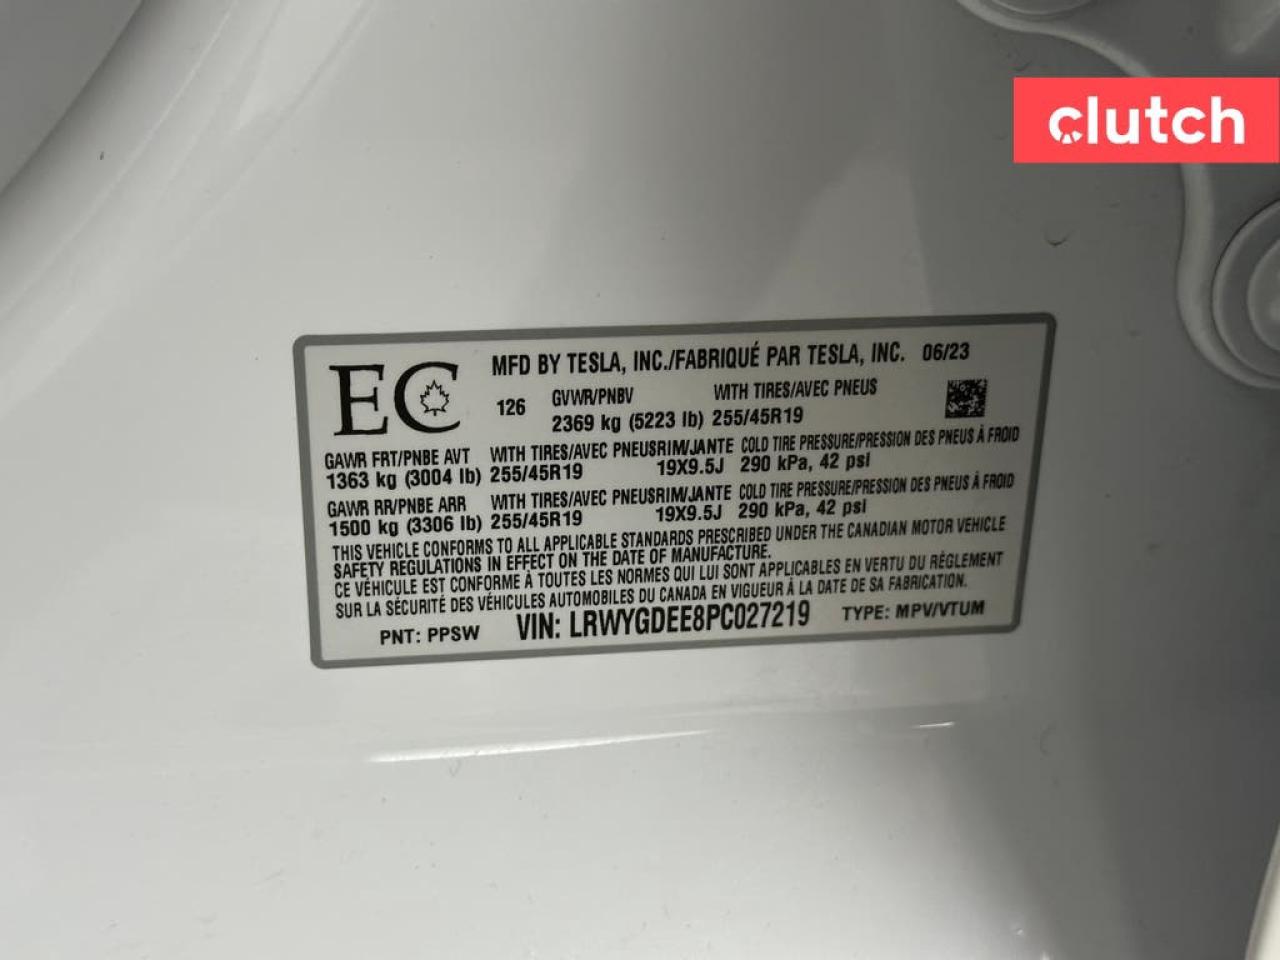 clutch
EC
MFD BY TESLA, INC./FABRIQUÉ PAR TESLA, INC. 06/23
126
GVWR/PNBV WITH TIRES/AVEC PNEUS
2369 kg (5223 lb) 255/45R19
GAWR FRT/PNBE AVT WITH TIRES/AVEC PNEUS RIM/JANTE COLD TIRE PRESSURE/PRESSION DES PNEUS À FROID
1363 kg (3004 lb) 255/45R19 19X9.5J 290 kPa, 42 psi
GAWR RR/PNBE ARR WITH TIRES/AVEC PNEUS RIM/JANTE COLD TIRE PRESSURE/PRESSION DES PNEUS À FROID
1500 kg (3306 lb) 255/45R19 19X9.5J 290 kPa, 42 psi
THIS VEHICLE CONFORMS TO ALL APPLICABLE STANDARDS PRESCRIBED UNDER THE CANADIAN MOTOR VEHICLE
SAFETY REGULATIONS IN EFFECT ON THE DATE OF MANUFACTURE.
CE VÉHICULE EST CONFORME À TOUTES LES NORMES QUI LUI SONT APPLICABLES EN VERTU DU RÈGLEMENT
SUR LA SÉCURITÉ DES VÉHICULES AUTOMOBILES DU CANADA EN VIGUEUR À LA DATE DE SA FABRICATION.
PNT: PPSW VIN: LRWYGDEE8PC027219 TYPE: MPV/VTUM